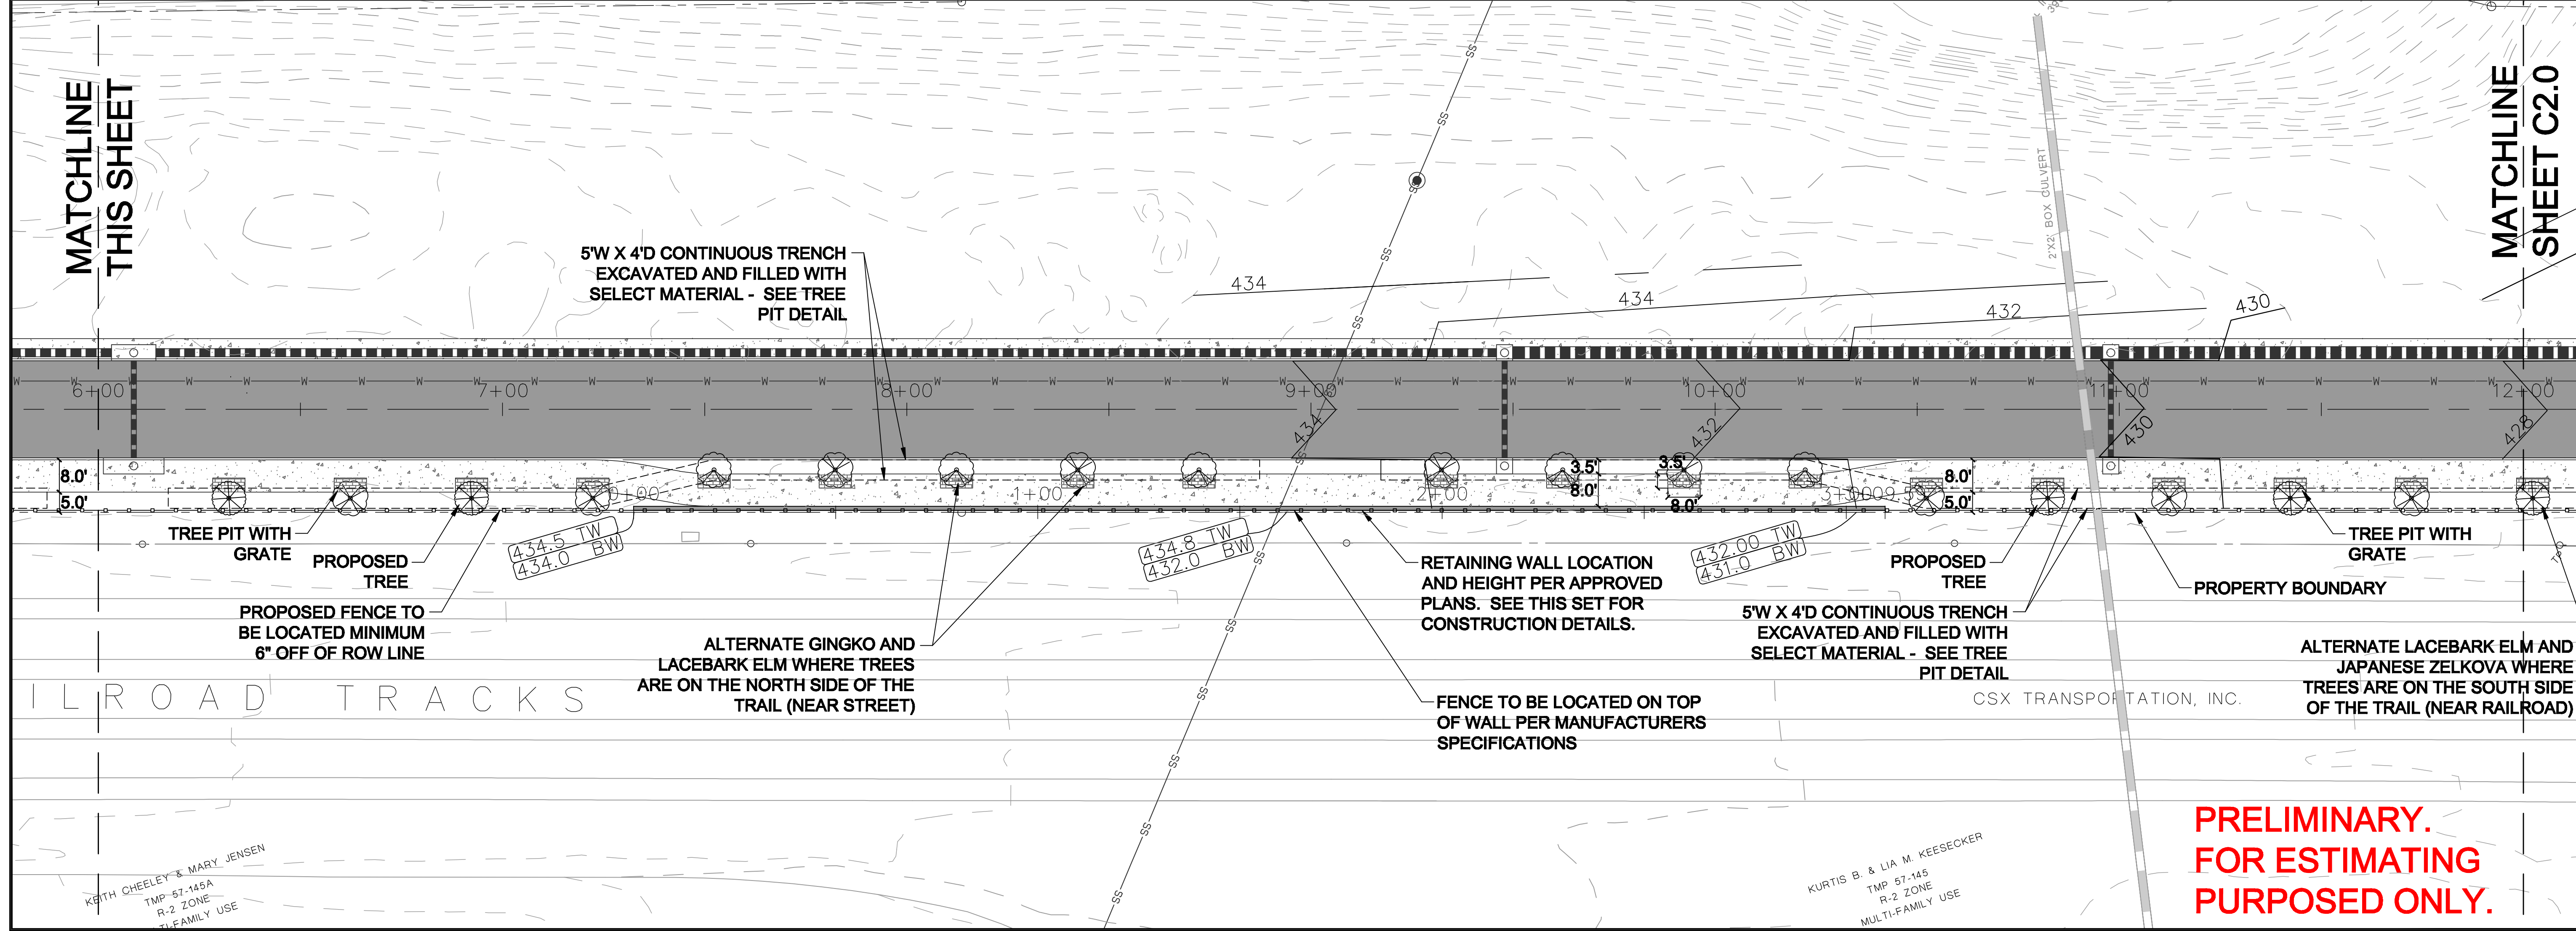 MATCHLINE
THIS SHEET
5'W X 4'D CONTINUOUS TRENCH
EXCAVATED AND FILLED WITH
SELECT MATERIAL - SEE TREE
PIT DETAIL
434
434
432
430
2'X2' BOX CULVERT
MATCHLINE
SHEET C2.0
6+00
7+00
8+00
9+00
10+00
11+00
12+00
434
432
430
428
8.0'
5.0'
0+00
1+00
2+00
3.5'
8.0'
3.5'
8.0'
8.0'
5.0'
TREE PIT WITH
GRATE
PROPOSED
TREE
PROPOSED FENCE TO
BE LOCATED MINIMUM
6" OFF OF ROW LINE
434.5 TW
434.0 BW
ALTERNATE GINGKO AND
LACEBARK ELM WHERE TREES
ARE ON THE NORTH SIDE OF THE
TRAIL (NEAR STREET)
434.8 TW
432.0 BW
RETAINING WALL LOCATION
AND HEIGHT PER APPROVED
PLANS. SEE THIS SET FOR
CONSTRUCTION DETAILS.
FENCE TO BE LOCATED ON TOP
OF WALL PER MANUFACTURERS
SPECIFICATIONS
432.00 TW
431.0 BW
PROPOSED
TREE
5'W X 4'D CONTINUOUS TRENCH
EXCAVATED AND FILLED WITH
SELECT MATERIAL - SEE TREE
PIT DETAIL
TREE PIT WITH
GRATE
PROPERTY BOUNDARY
ALTERNATE LACEBARK ELM AND
JAPANESE ZELKOVA WHERE
TREES ARE ON THE SOUTH SIDE
OF THE TRAIL (NEAR RAILROAD)
ILROAD TRACKS
CSX TRANSPORTATION, INC.
KEITH CHEELEY & MARY JENSEN
TMP 57-145A
R-2 ZONE
TI-FAMILY USE
KURTIS B. & LIA M. KEESECKER
TMP 57-145
R-2 ZONE
MULTI-FAMILY USE
PRELIMINARY.
FOR ESTIMATING
PURPOSED ONLY.